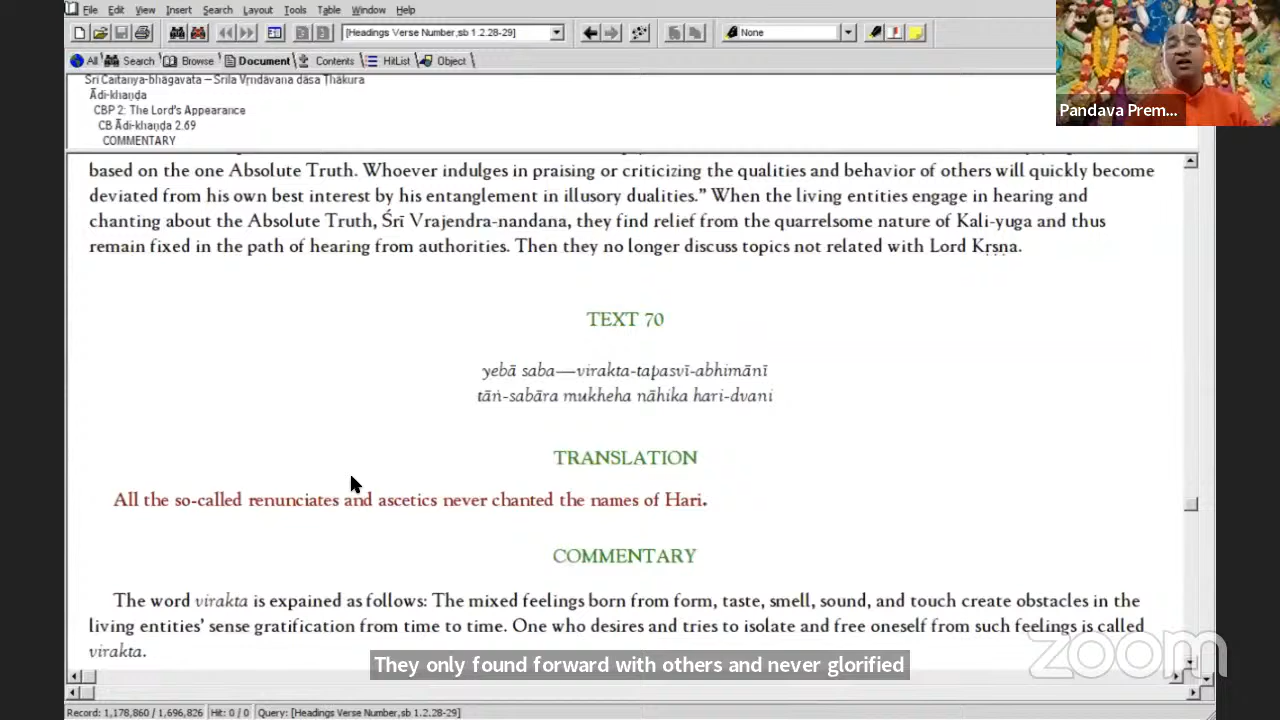 File Edit View Insert Search Layout Tools Table Window Help
[Headings Verse Number,sb 1.2.28-29]
None
All Search Browse Document Contents HitList Object
Śrī Caitanya-bhāgavata – Śrīla Vṛndāvana dāsa Ṭhākura
Ādi-khaṇḍa
CBP 2: The Lord's Appearance
CB Ādi-khaṇḍa 2.69
COMMENTARY
Pandava Prem...
based on the one Absolute Truth. Whoever indulges in praising or criticizing the qualities and behavior of others will quickly become
deviated from his own best interest by his entanglement in illusory dualities.” When the living entities engage in hearing and
chanting about the Absolute Truth, Śrī Vrajendra-nandana, they find relief from the quarrelsome nature of Kali-yuga and thus
remain fixed in the path of hearing from authorities. Then they no longer discuss topics not related with Lord Kṛṣṇa.
TEXT 70
yebā saba—virakta-tapasvī-abhimānī
tāṅ-sabāra mukheha nāhika hari-dvani
TRANSLATION
All the so-called renunciates and ascetics never chanted the names of Hari.
COMMENTARY
The word virakta is expained as follows: The mixed feelings born from form, taste, smell, sound, and touch create obstacles in the
living entities' sense gratification from time to time. One who desires and tries to isolate and free oneself from such feelings is called
virakta.
They only found forward with others and never glorified
zoom
Record: 1,178,860 / 1,696,826 Hit: 0 / 0 Query: [Headings Verse Number,sb 1.2.28-29]